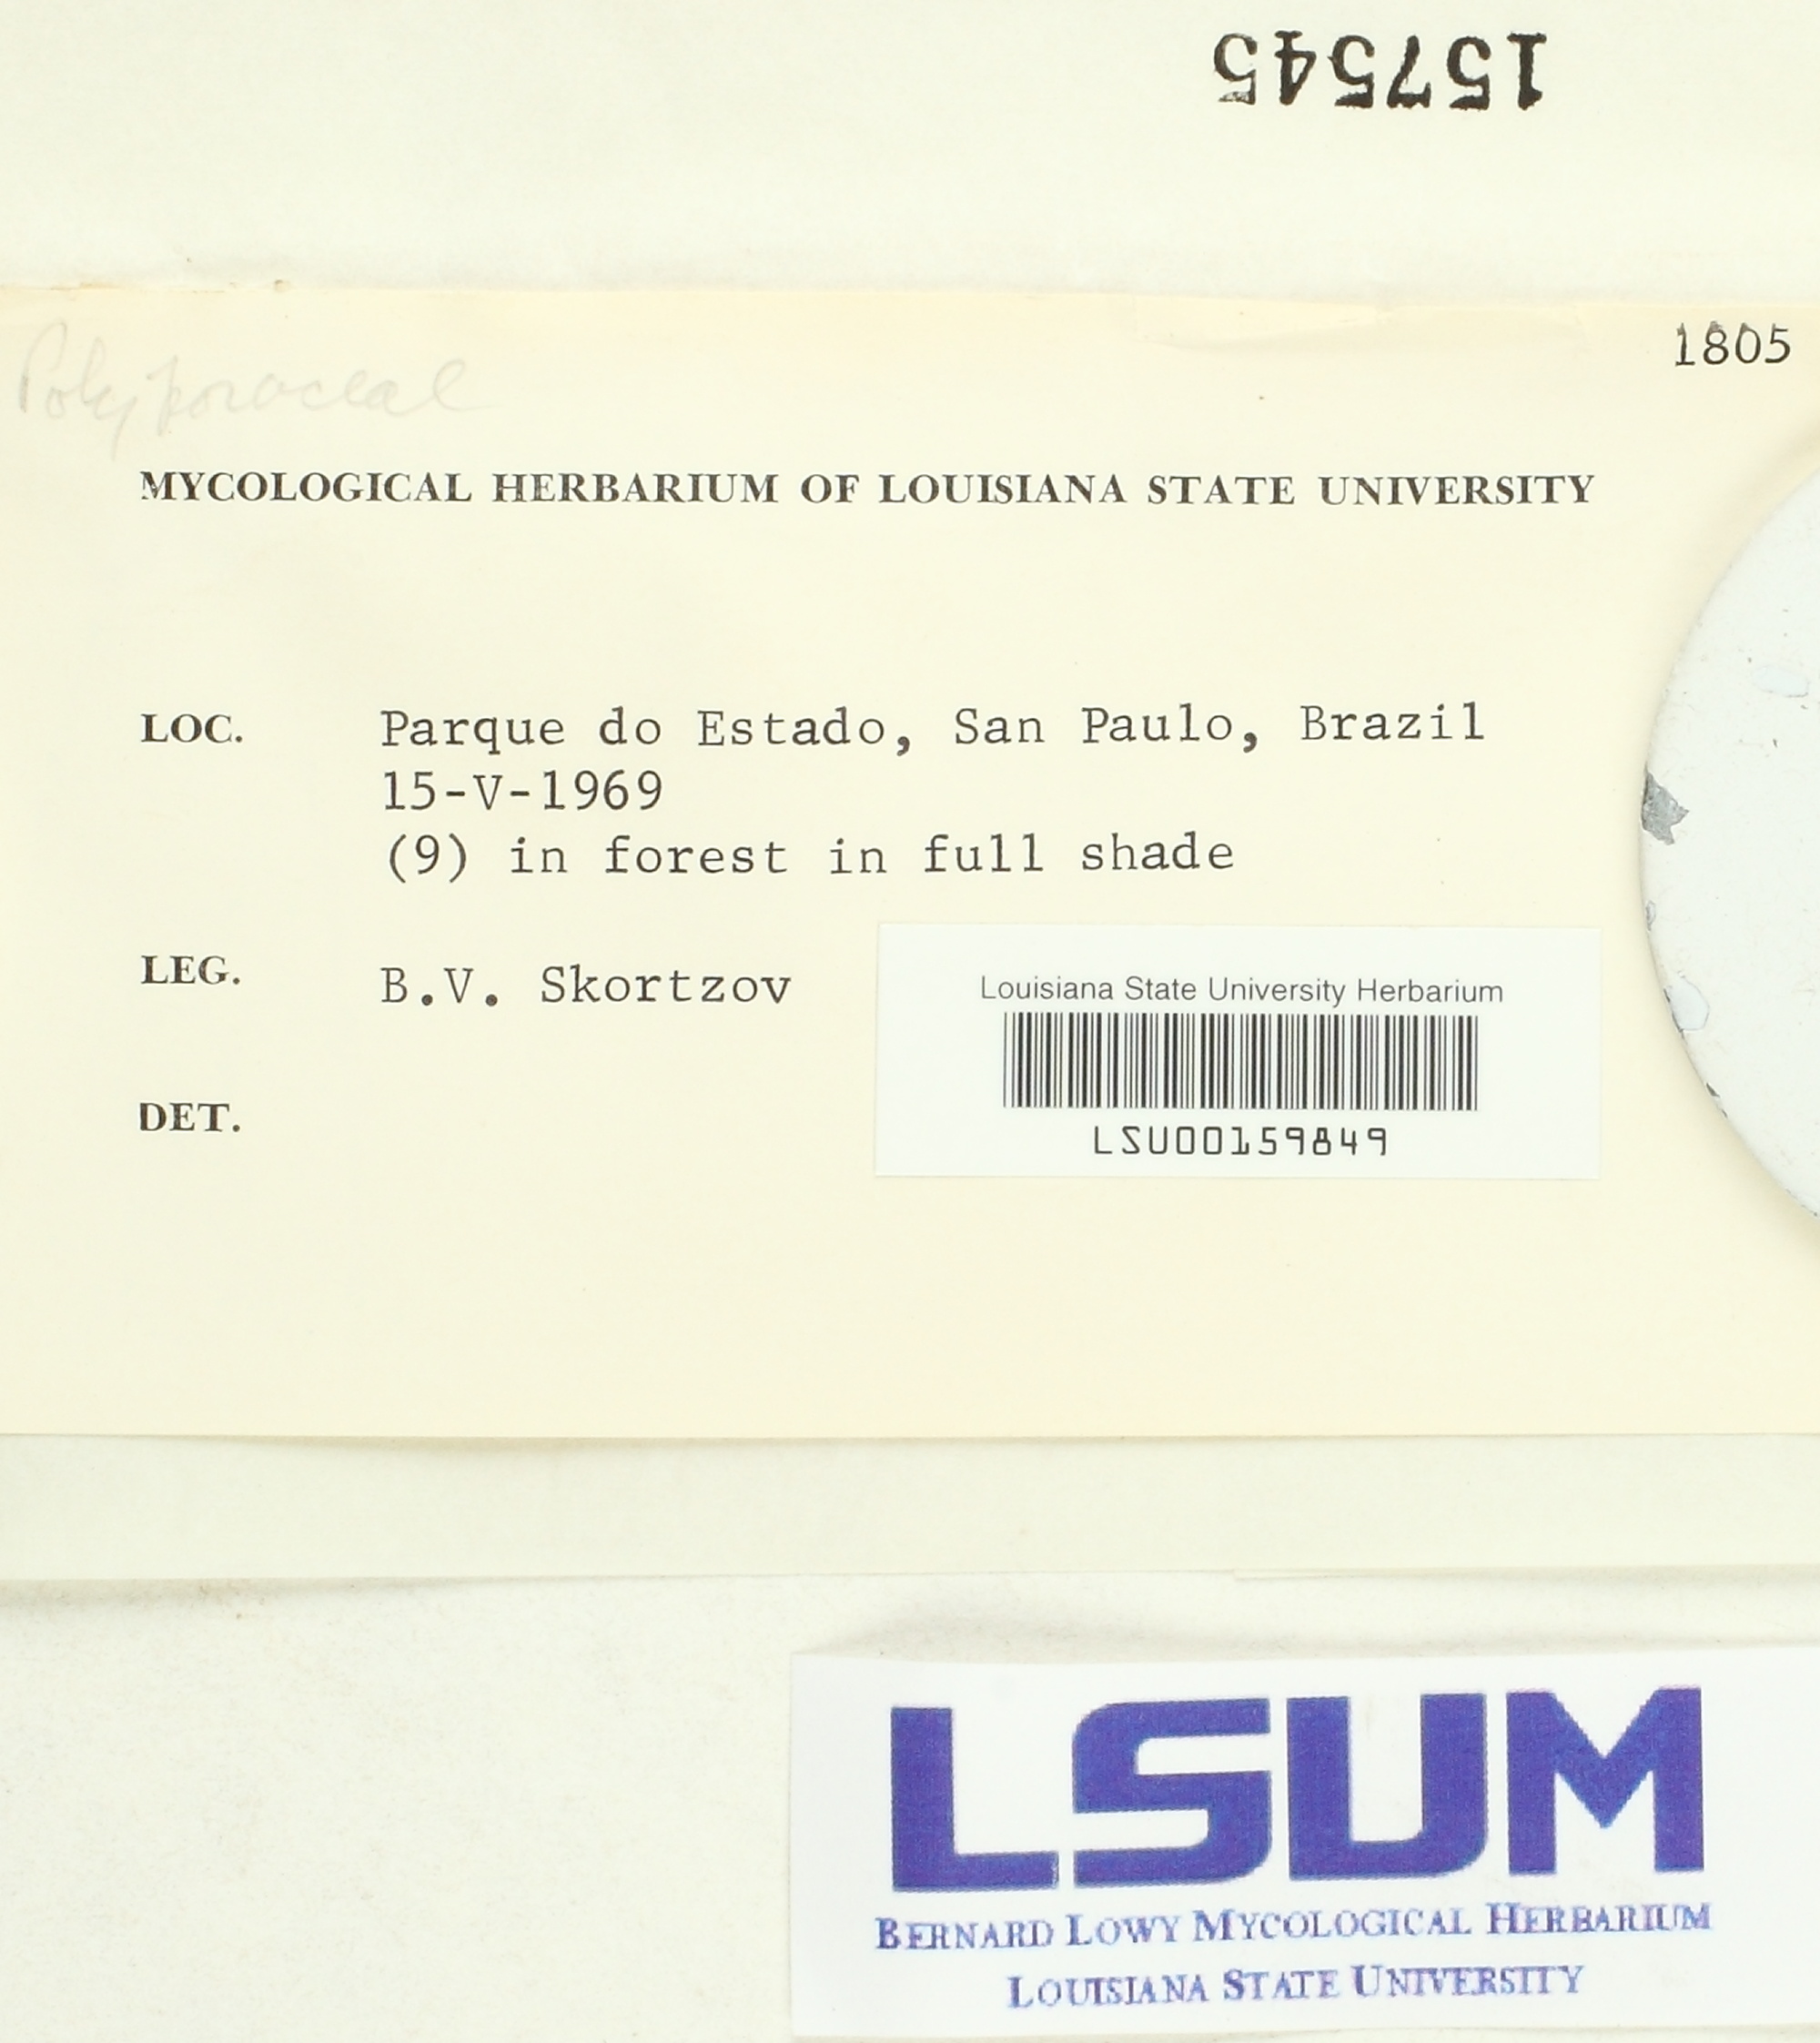 157545
1805
Polyporaceae
MYCOLOGICAL HERBARIUM OF LOUISIANA STATE UNIVERSITY
LOC. Parque do Estado, San Paulo, Brazil
15-V-1969
(9) in forest in full shade
LEG. B.V. Skortzov
Louisiana State University Herbarium
LSU00159849
DET.
LSUM
BERNARD LOWY MYCOLOGICAL HERBARIUM
LOUISIANA STATE UNIVERSITY